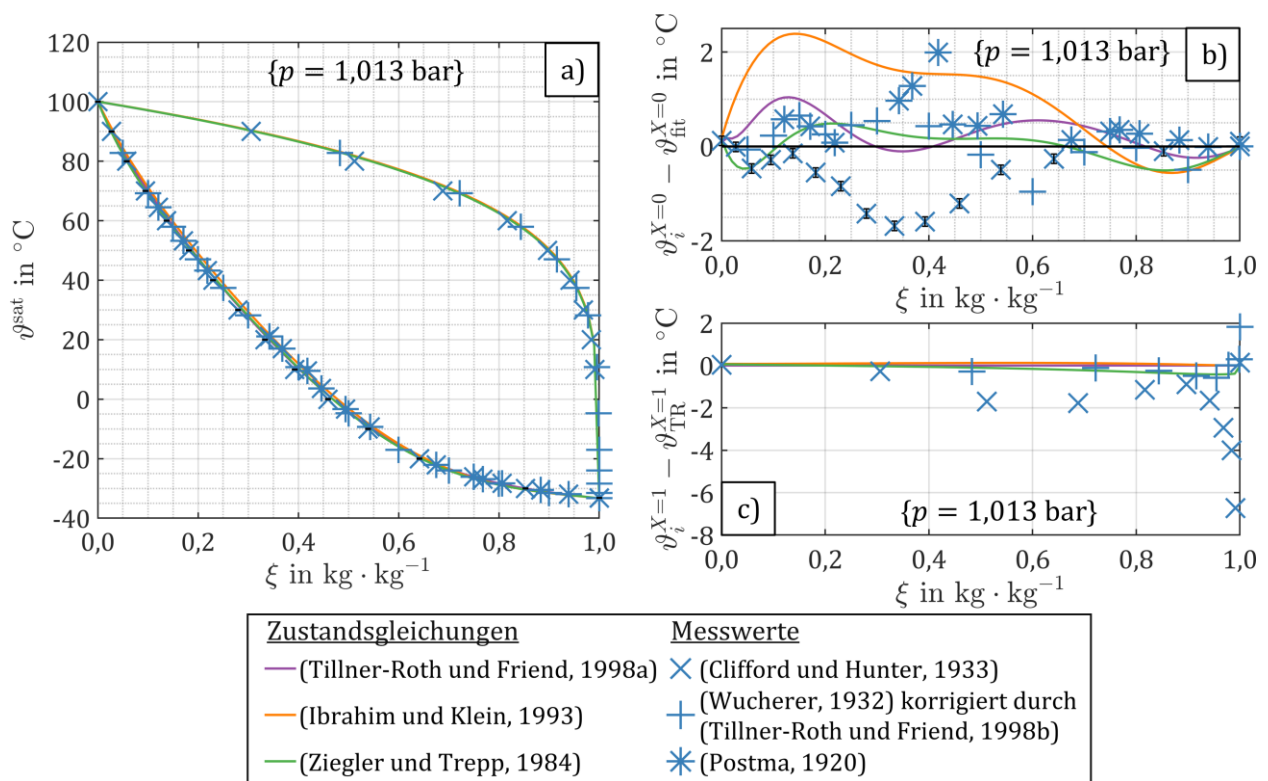 120
100
80
60
40
20
0
-20
-40
ϑ^sat in °C
{p = 1,013 bar}
a)
0,0 0,2 0,4 0,6 0,8 1,0
ξ in kg · kg⁻¹
2
0
-2
ϑ_i^{X=0} − ϑ_fit^{X=0} in °C
{p = 1,013 bar}
b)
0,0 0,2 0,4 0,6 0,8 1,0
ξ in kg · kg⁻¹
2
0
-2
-4
-6
-8
ϑ_i^{X=1} − ϑ_TR^{X=1} in °C
c)
{p = 1,013 bar}
0,0 0,2 0,4 0,6 0,8 1,0
ξ in kg · kg⁻¹
Zustandsgleichungen
(Tillner-Roth und Friend, 1998a)
(Ibrahim und Klein, 1993)
(Ziegler und Trepp, 1984)
Messwerte
(Clifford und Hunter, 1933)
(Wucherer, 1932) korrigiert durch
(Tillner-Roth und Friend, 1998b)
(Postma, 1920)